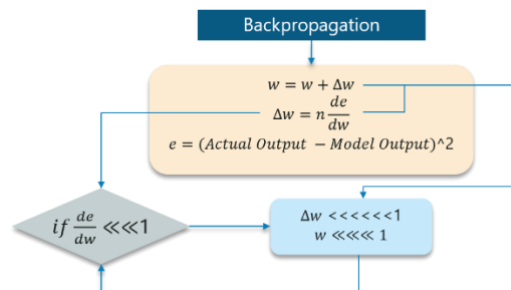 Backpropagation
w = w + Δw
Δw = n de/dw
e = (Actual Output − Model Output)^2
if de/dw ⋘1
Δw <<<<<<1
w ⋘< 1